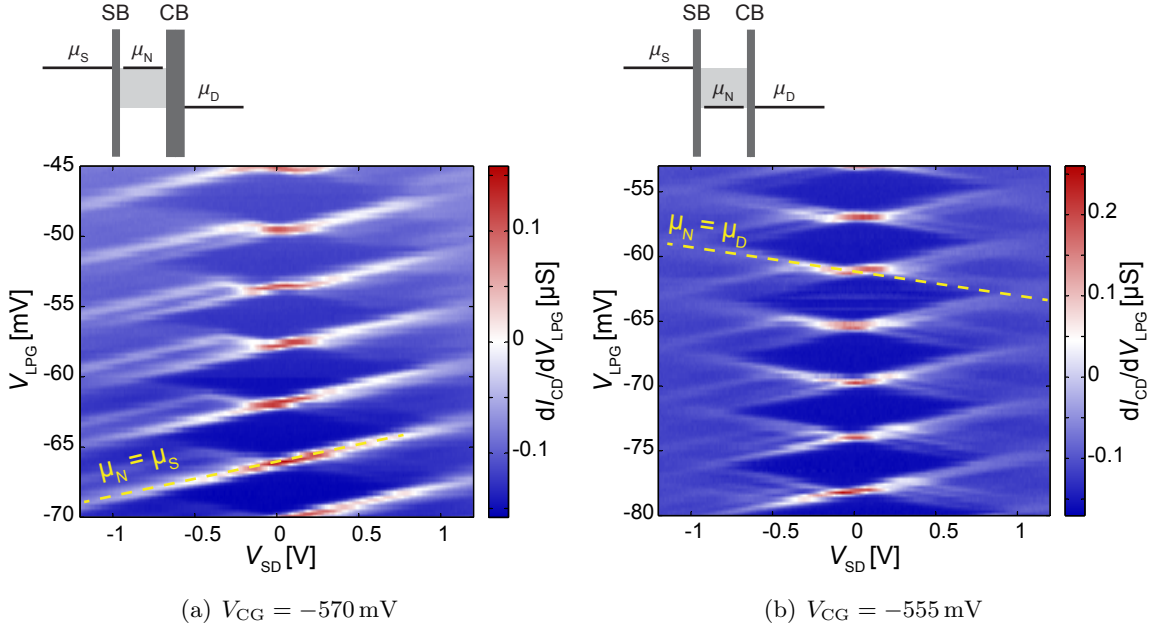 SB CB
μS μN
μD
-45
-50
-55
-60
-65
-70
VLPG [mV]
μN = μS
-1 -0.5 0 0.5 1
VSD [V]
0.1
0
-0.1
dICD/dVLPG [μS]
(a) VCG = −570 mV
SB CB
μS
μN μD
-55
-60
-65
-70
-75
-80
VLPG [mV]
μN = μD
-1 -0.5 0 0.5 1
VSD [V]
0.2
0.1
0
-0.1
dICD/dVLPG [μS]
(b) VCG = −555 mV